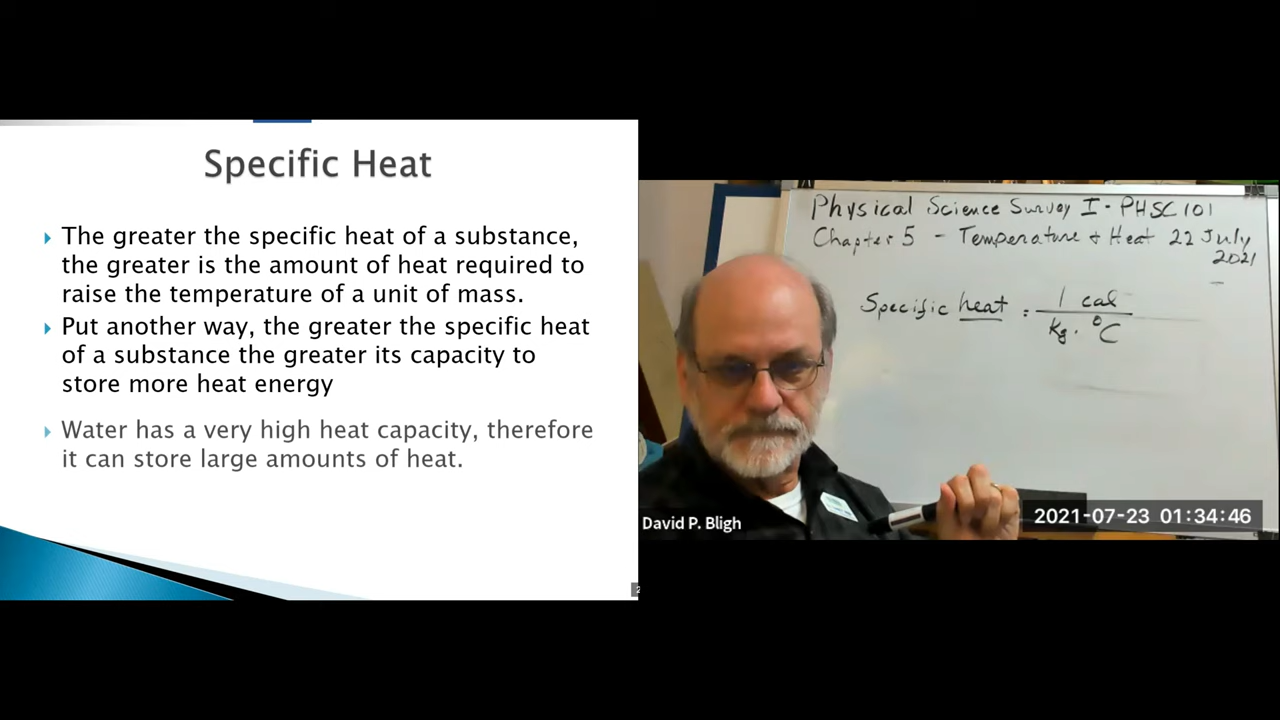 Specific Heat
The greater the specific heat of a substance,
the greater is the amount of heat required to
raise the temperature of a unit of mass.
Put another way, the greater the specific heat
of a substance the greater its capacity to
store more heat energy
Water has a very high heat capacity, therefore
it can store large amounts of heat.
Physical Science Survey I - PHSC 101
Chapter 5 - Temperature & Heat 22 July
2021
Specific heat = 1 cal
kg. °C
David P. Bligh
2021-07-23 01:34:46